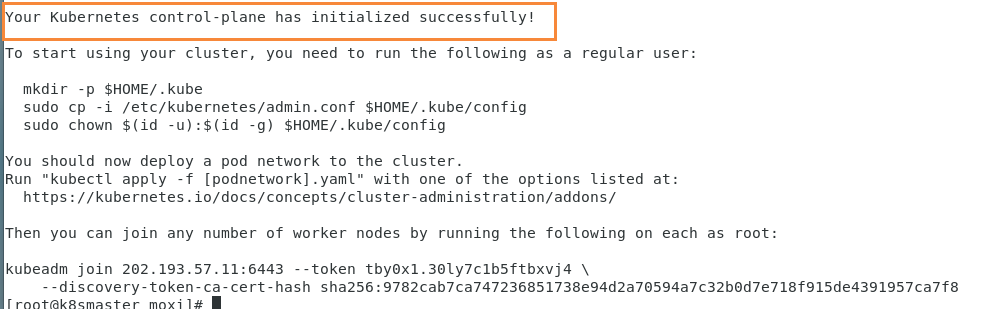 Your Kubernetes control-plane has initialized successfully!
To start using your cluster, you need to run the following as a regular user:
mkdir -p $HOME/.kube
sudo cp -i /etc/kubernetes/admin.conf $HOME/.kube/config
sudo chown $(id -u):$(id -g) $HOME/.kube/config
You should now deploy a pod network to the cluster.
Run "kubectl apply -f [podnetwork].yaml" with one of the options listed at:
https://kubernetes.io/docs/concepts/cluster-administration/addons/
Then you can join any number of worker nodes by running the following on each as root:
kubeadm join 202.193.57.11:6443 --token tby0x1.30ly7c1b5ftbxvj4 \
--discovery-token-ca-cert-hash sha256:9782cab7ca747236851738e94d2a70594a7c32b0d7e718f915de4391957ca7f8
[root@k8smaster moxi]#